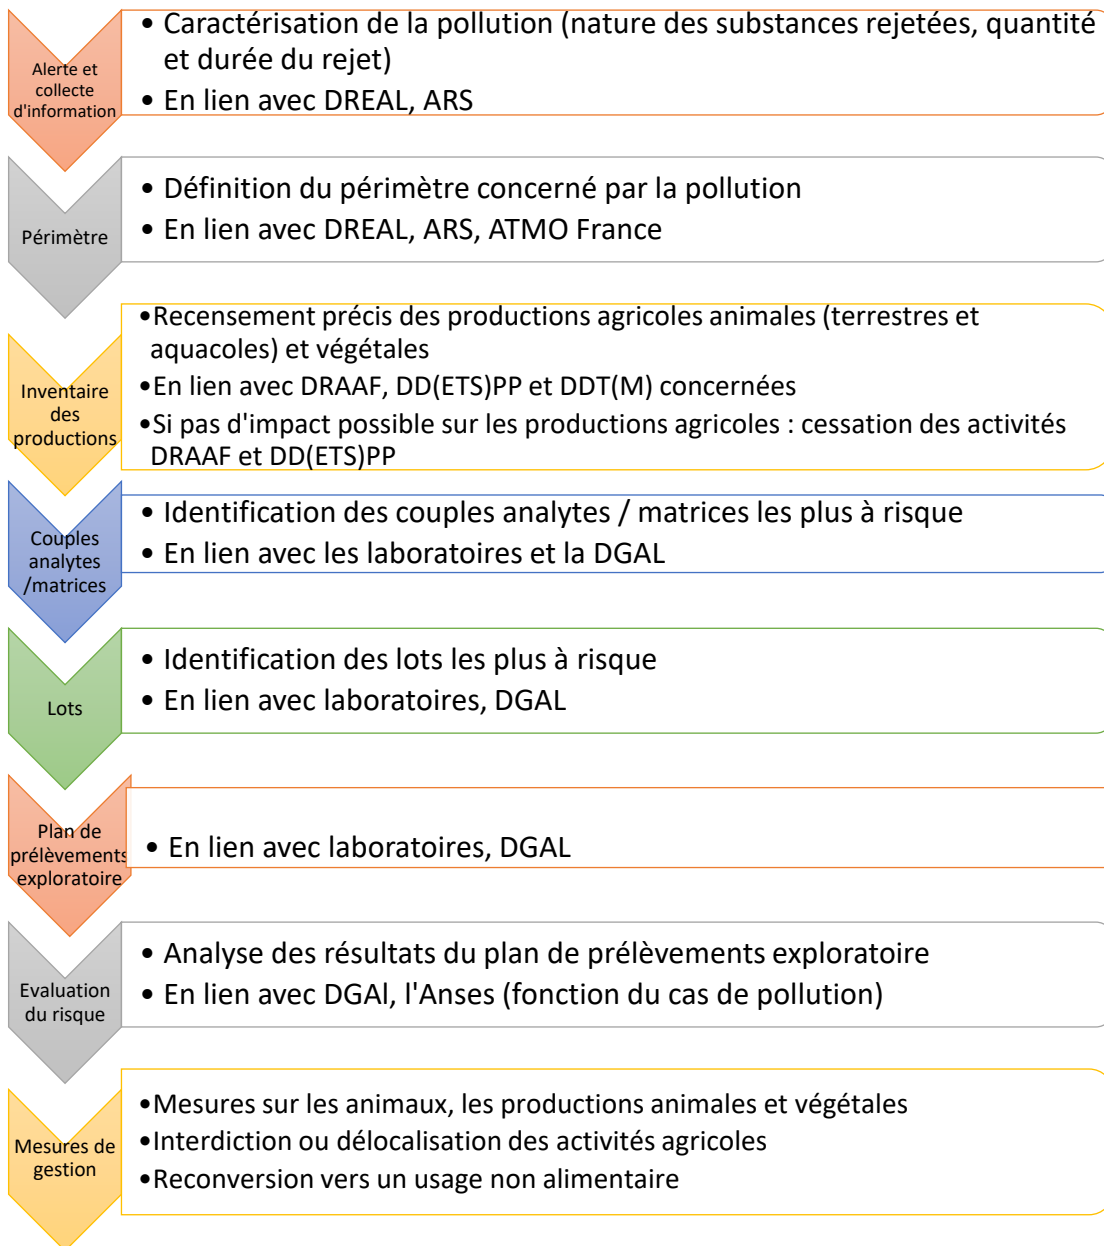 Alerte et
collecte
d'information
• Caractérisation de la pollution (nature des substances rejetées, quantité
et durée du rejet)
• En lien avec DREAL, ARS
Périmètre
• Définition du périmètre concerné par la pollution
• En lien avec DREAL, ARS, ATMO France
Inventaire
des
productions
•Recensement précis des productions agricoles animales (terrestres et
aquacoles) et végétales
•En lien avec DRAAF, DD(ETS)PP et DDT(M) concernées
•Si pas d'impact possible sur les productions agricoles : cessation des activités
DRAAF et DD(ETS)PP
Couples
analytes
/matrices
• Identification des couples analytes / matrices les plus à risque
• En lien avec les laboratoires et la DGAL
Lots
• Identification des lots les plus à risque
• En lien avec laboratoires, DGAL
Plan de
prélèvements
exploratoire
• En lien avec laboratoires, DGAL
Evaluation
du risque
• Analyse des résultats du plan de prélèvements exploratoire
• En lien avec DGAl, l'Anses (fonction du cas de pollution)
Mesures de
gestion
•Mesures sur les animaux, les productions animales et végétales
•Interdiction ou délocalisation des activités agricoles
•Reconversion vers un usage non alimentaire